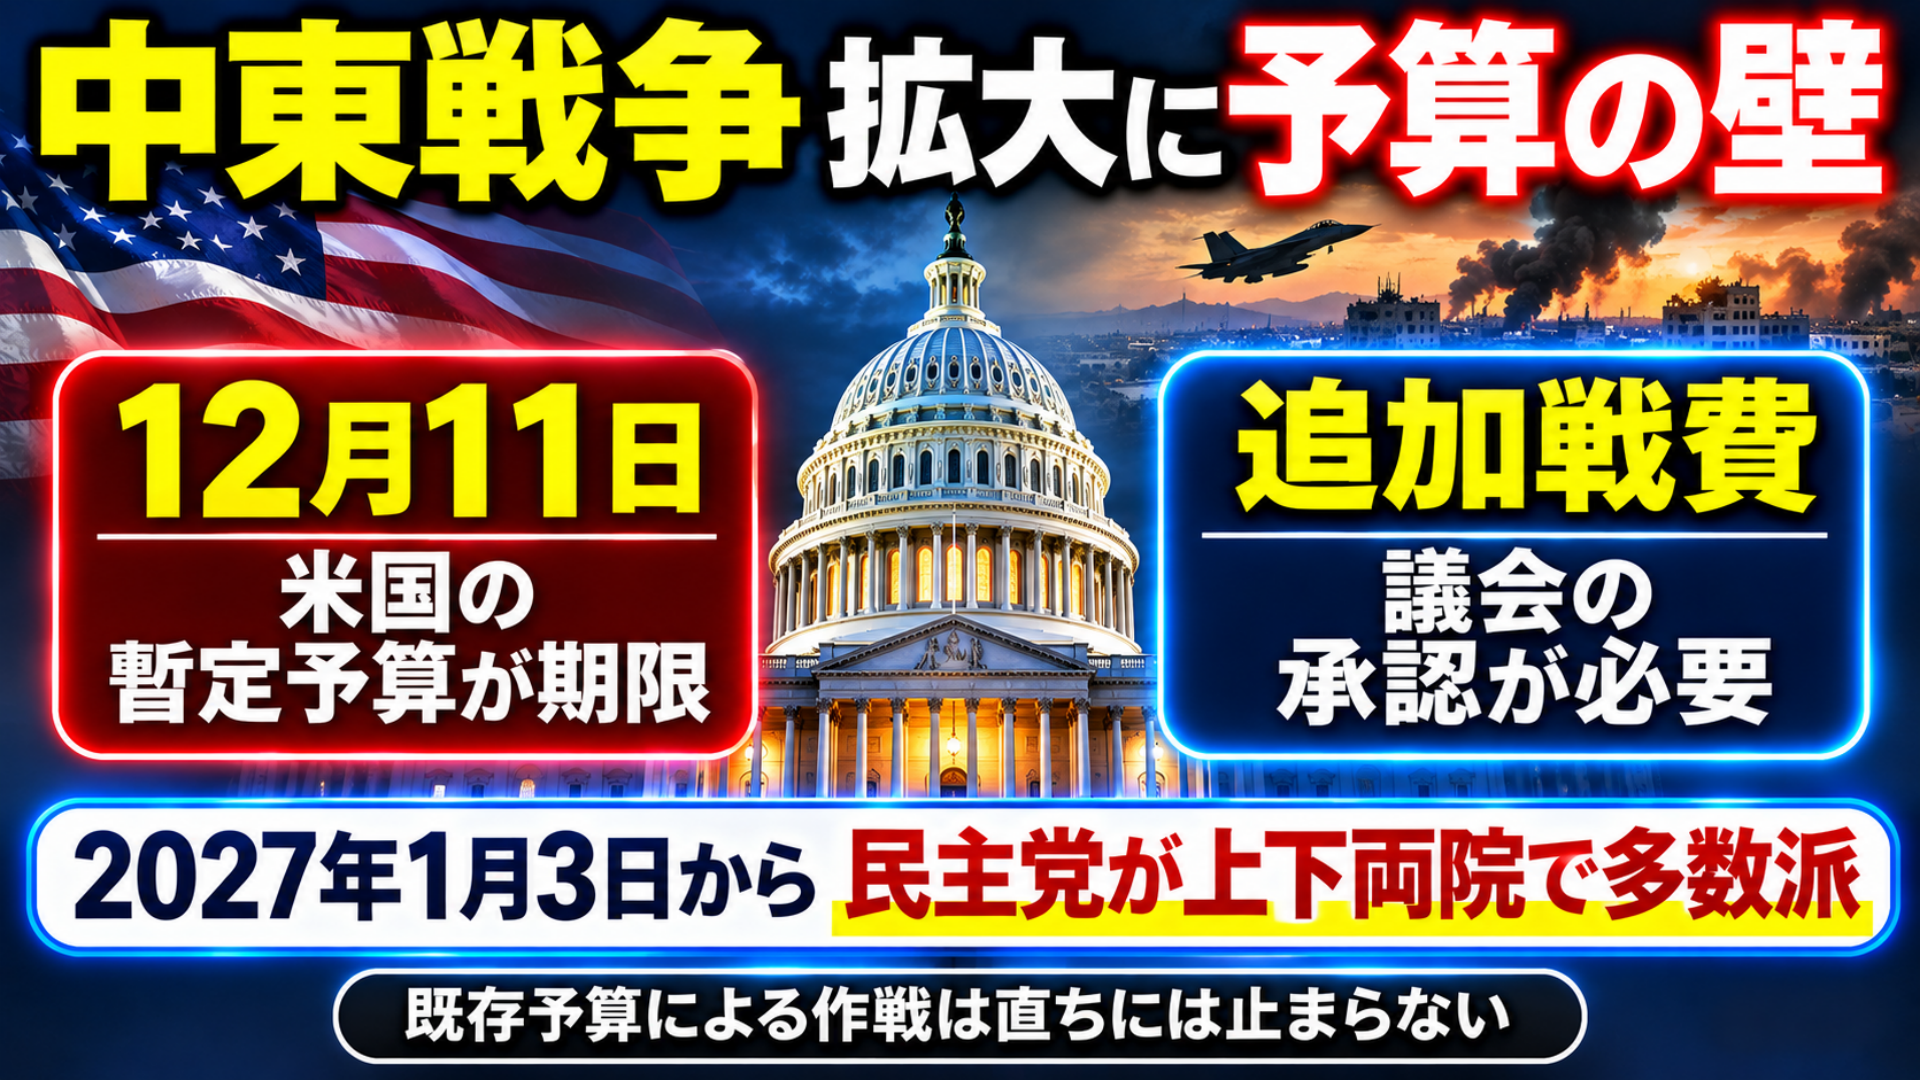 中東戦争拡大に予算の壁
12月11日
米国の
暫定予算が期限
追加戦費
議会の
承認が必要
2027年1月3日から 民主党が上下両院で多数派
既存予算による作戦は直ちには止まらない